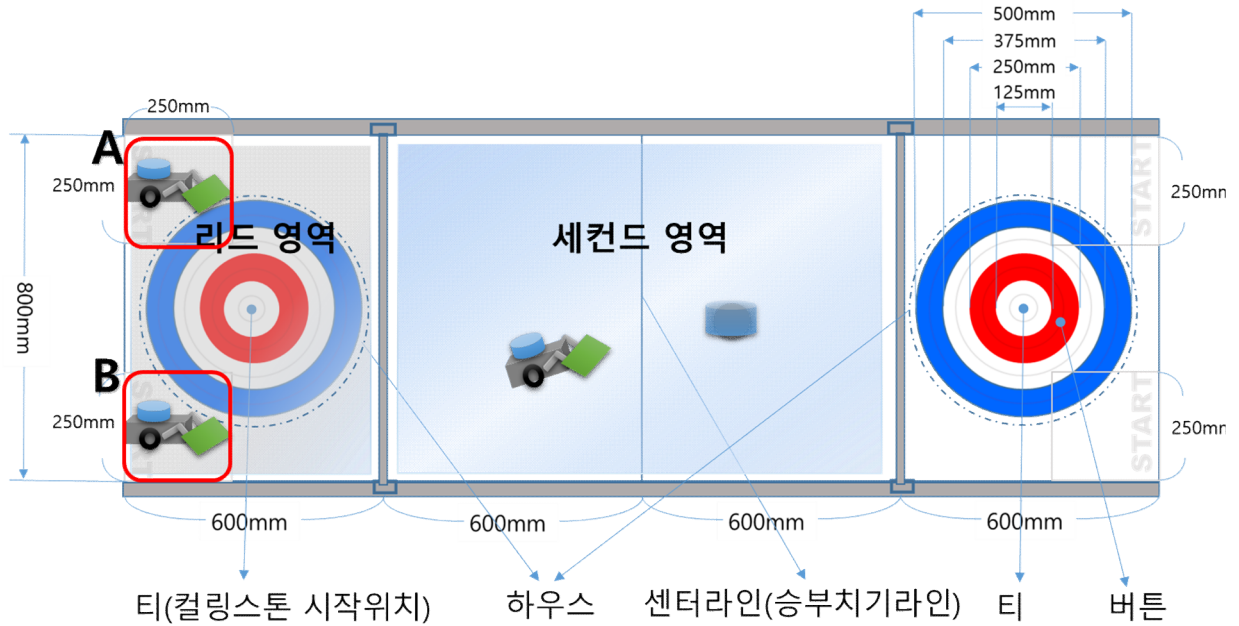 500mm
375mm
250mm
125mm
250mm
A
250mm
START
250mm
리드 영역
세컨드 영역
800mm
B
250mm
START
250mm
600mm
600mm
600mm
600mm
티(컬링스톤 시작위치)
하우스
센터라인(승부치기라인)
티
버튼